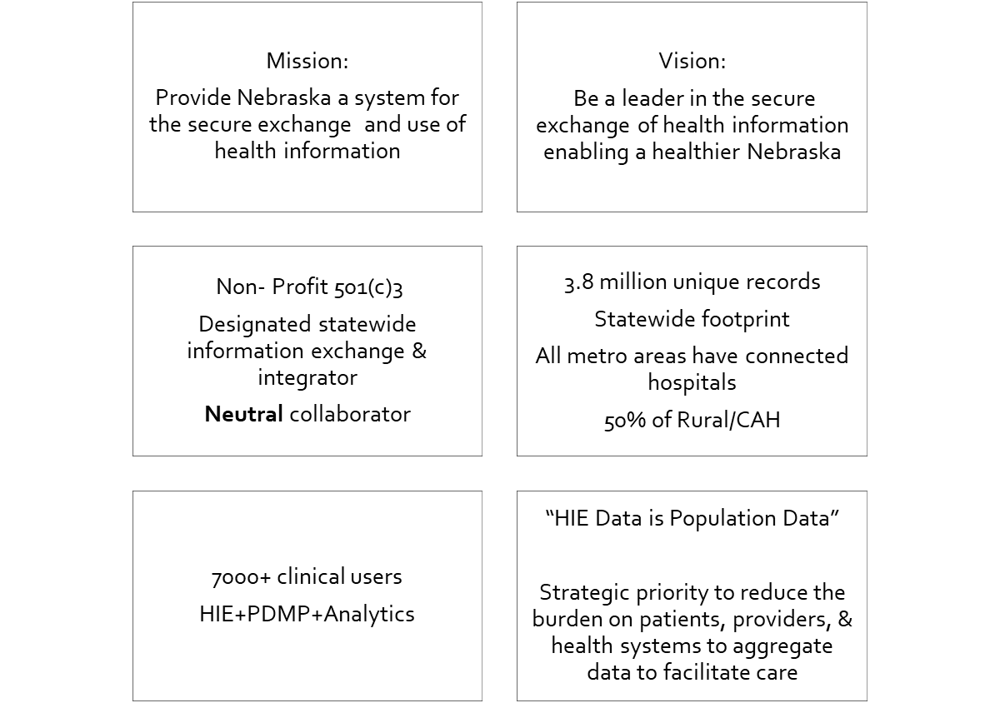 Mission:
Provide Nebraska a system for
the secure exchange  and use of
health information
Vision:
Be a leader in the secure
exchange of health information
enabling a healthier Nebraska
Non- Profit 501(c)3
Designated statewide
information exchange &
integrator
Neutral collaborator
3.8 million unique records
Statewide footprint
All metro areas have connected
hospitals
50% of Rural/CAH
7000+ clinical users
HIE+PDMP+Analytics
“HIE Data is Population Data”
Strategic priority to reduce the
burden on patients, providers, &
health systems to aggregate
data to facilitate care